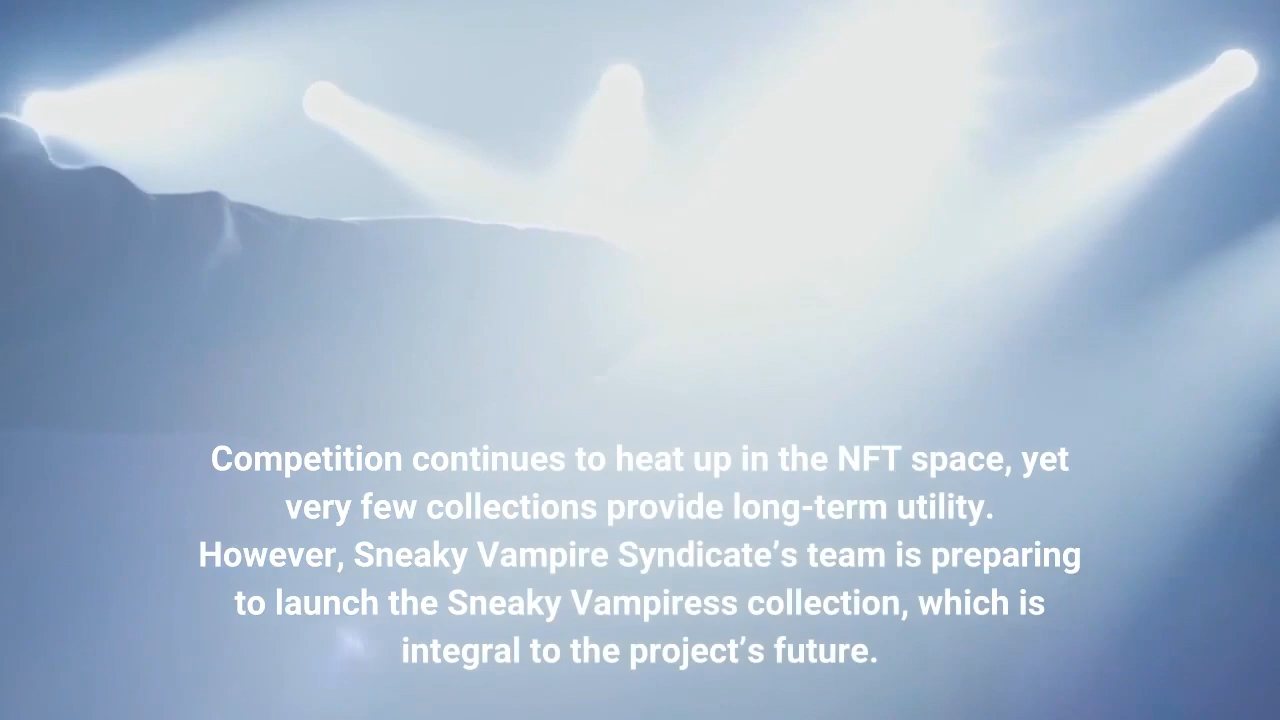 Competition continues to heat up in the NFT space, yet
very few collections provide long-term utility.
However, Sneaky Vampire Syndicate’s team is preparing
to launch the Sneaky Vampiress collection, which is
integral to the project’s future.